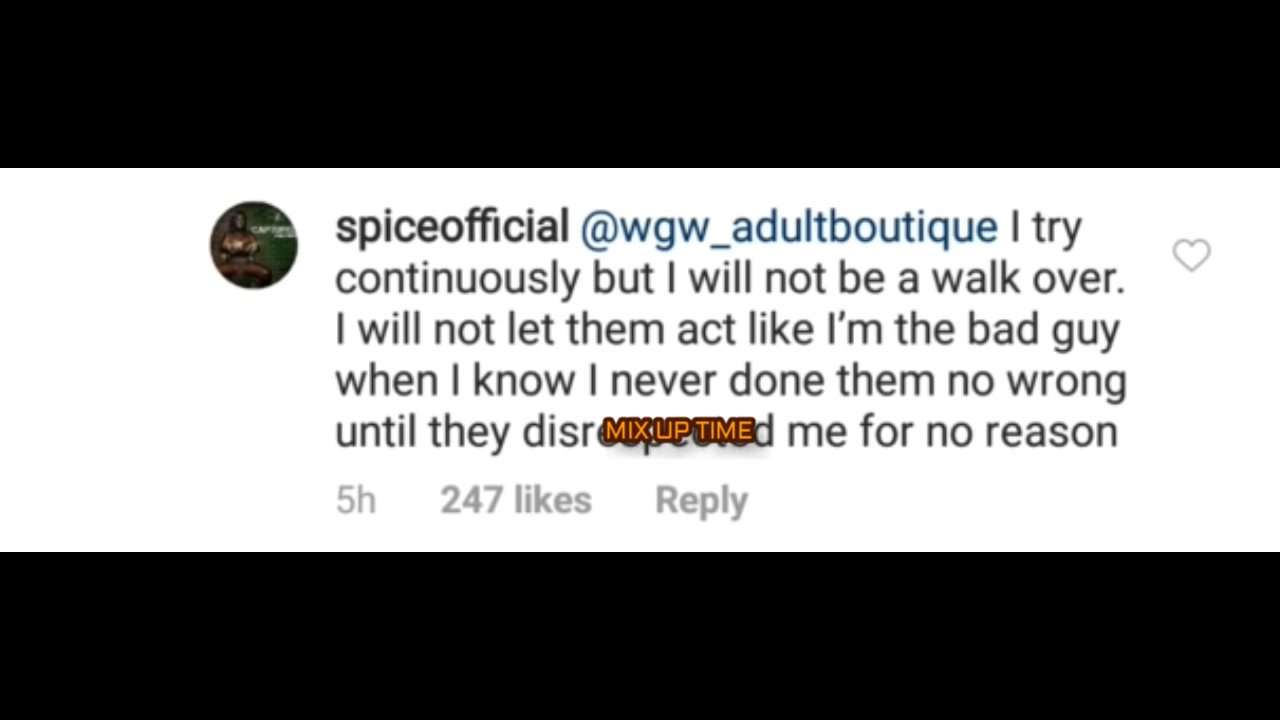 spiceofficial @wgw_adultboutique I try
continuously but I will not be a walk over.
I will not let them act like I’m the bad guy
when I know I never done them no wrong
until they disrespected me for no reason
MIX UP TIME
5h 247 likes Reply